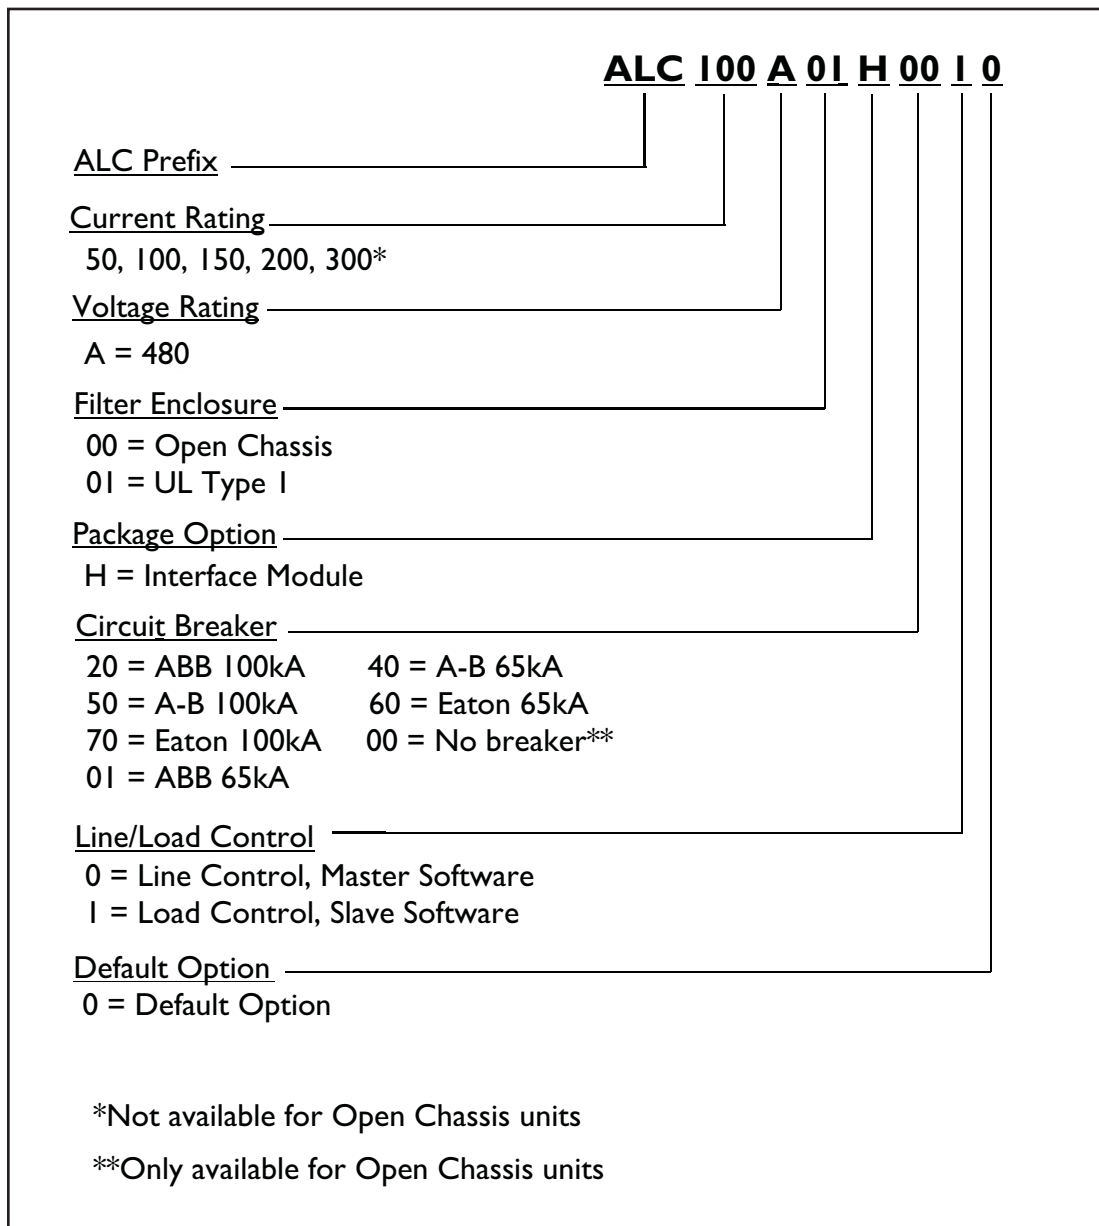 ALC 100 A 01 H 00 1 0
ALC Prefix
Current Rating
50, 100, 150, 200, 300*
Voltage Rating
A = 480
Filter Enclosure
00 = Open Chassis
01 = UL Type 1
Package Option
H = Interface Module
Circuit Breaker
20 = ABB 100kA 40 = A-B 65kA
50 = A-B 100kA 60 = Eaton 65kA
70 = Eaton 100kA 00 = No breaker**
01 = ABB 65kA
Line/Load Control
0 = Line Control, Master Software
1 = Load Control, Slave Software
Default Option
0 = Default Option
*Not available for Open Chassis units
**Only available for Open Chassis units